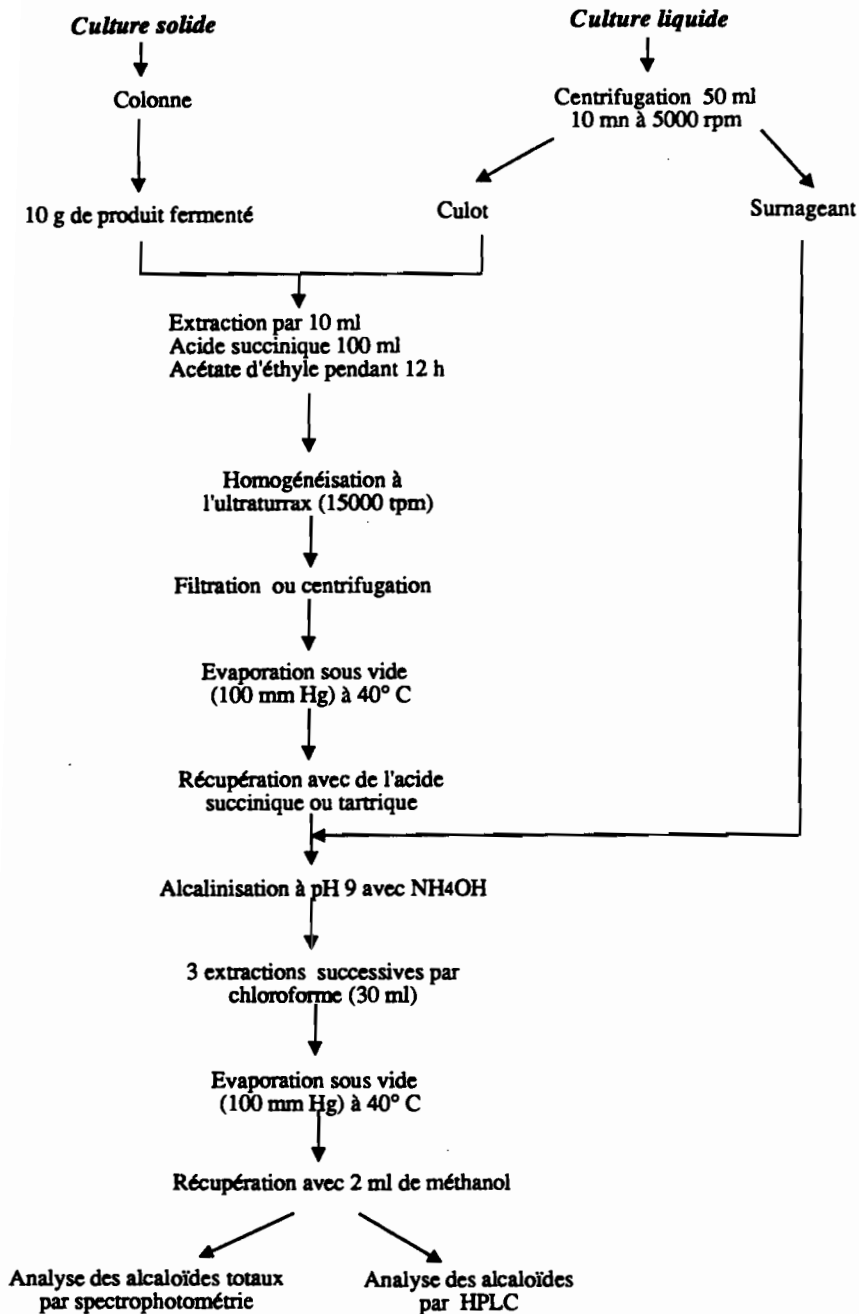 Culture solide
Culture liquide
Colonne
Centrifugation 50 ml
10 mn à 5000 rpm
10 g de produit fermenté
Culot
Surnageant
Extraction par 10 ml
Acide succinique 100 ml
Acétate d'éthyle pendant 12 h
Homogénéisation à
l'ultraturrax (15000 tpm)
Filtration ou centrifugation
Evaporation sous vide
(100 mm Hg) à 40° C
Récupération avec de l'acide
succinique ou tartrique
Alcalinisation à pH 9 avec NH4OH
3 extractions successives par
chloroforme (30 ml)
Evaporation sous vide
(100 mm Hg) à 40° C
Récupération avec 2 ml de méthanol
Analyse des alcaloïdes totaux
par spectrophotométrie
Analyse des alcaloïdes
par HPLC